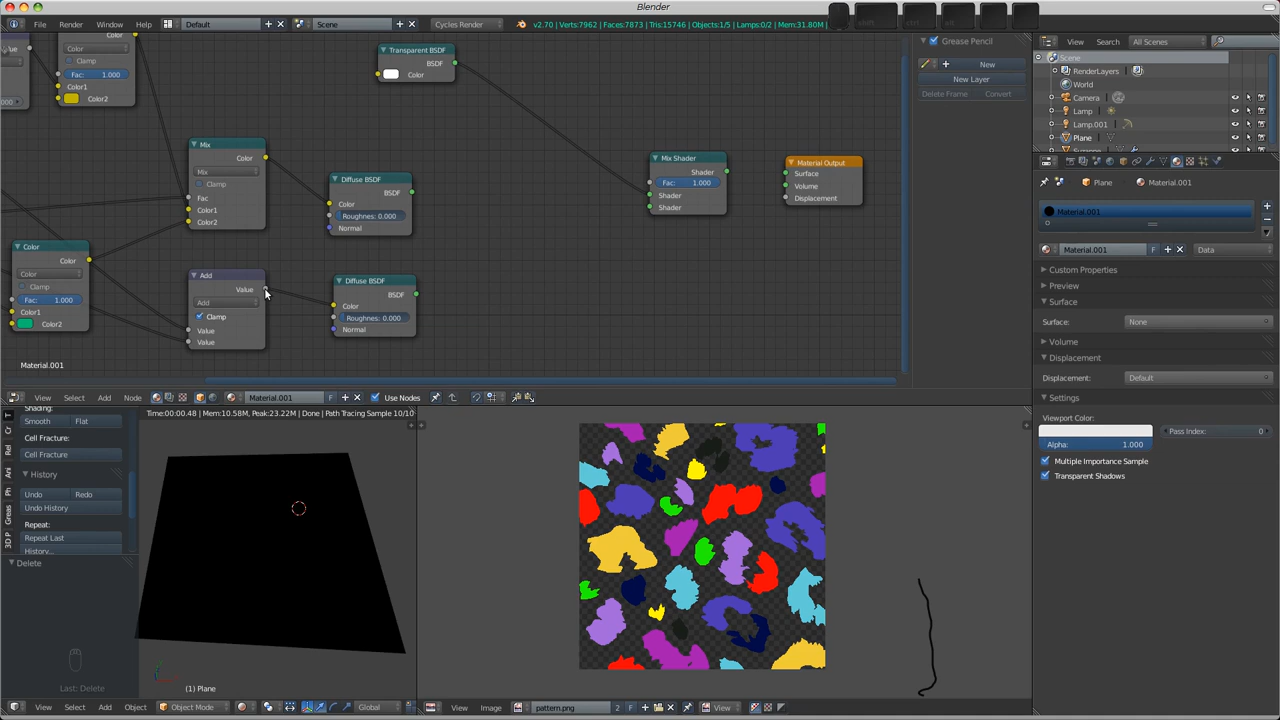 Blender
shift ctrl alt
File Render Window Help Default Scene Cycles Render v2.70 | Verts:7962 | Faces:7873 | Tris:15746 | Objects:1/5 | Lamps:0/2 | Mem:31.80M
Grease Pencil
New
New Layer
Delete Frame Convert
View Search All Scenes
Scene
RenderLayers
World
Camera
Lamp
Lamp.001
Plane
Color
Clamp
Fac: 1.000
Color1
Color2
Transparent BSDF
BSDF
Color
Mix
Color
Mix
Clamp
Fac
Color1
Color2
Diffuse BSDF
BSDF
Color
Roughness: 0.000
Normal
Mix Shader
Shader
Fac: 1.000
Shader
Shader
Material Output
Surface
Volume
Displacement
Color
Color
Color
Clamp
Fac: 1.000
Color1
Color2
Add
Value
Add
Clamp
Value
Value
Diffuse BSDF
BSDF
Color
Roughness: 0.000
Normal
Material.001
View Select Add Node Material.001 F Use Nodes
Plane Material.001
Material.001
Material.001 F Data
Custom Properties
Preview
Surface
Surface: None
Volume
Displacement
Displacement: Default
Settings
Viewport Color:
Pass Index: 0
Alpha: 1.000
Multiple Importance Sample
Transparent Shadows
Shading:
Smooth Flat
Cell Fracture:
Cell Fracture
History
Undo Redo
Undo History
Repeat:
Repeat Last
History...
Delete
Last: Delete
Time:00:00.48 | Mem:10.58M, Peak:23.22M | Done | Path Tracing Sample 10/10
(1) Plane
View Select Add Object Object Mode Global
View Image pattern.png 2 F View